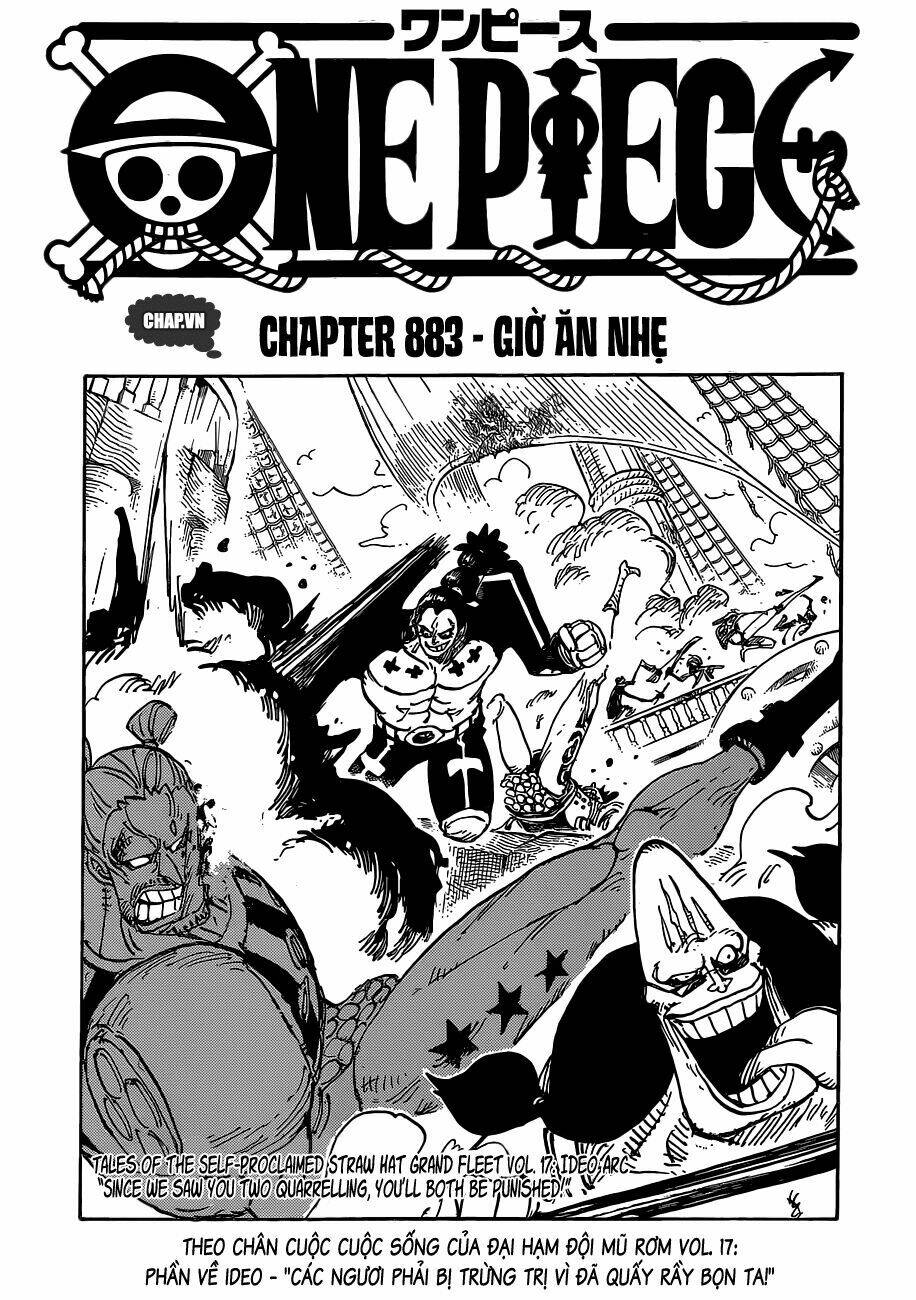 ワンピース
ONE PIECE
CHAP.VN
CHAPTER 883 - GIỜ ĂN NHẸ
TALES OF THE SELF-PROCLAIMED STRAW HAT GRAND FLEET VOL. 17: IDEO ARC
"SINCE WE SAW YOU TWO QUARRELLING, YOU'LL BOTH BE PUNISHED!"
THEO CHÂN CUỘC CUỘC SỐNG CỦA ĐẠI HẠM ĐỘI MŨ RƠM VOL. 17:
PHẦN VỀ IDEO - "CÁC NGƯƠI PHẢI BỊ TRỪNG TRỊ VÌ ĐÃ QUẤY RẦY BỌN TA!"